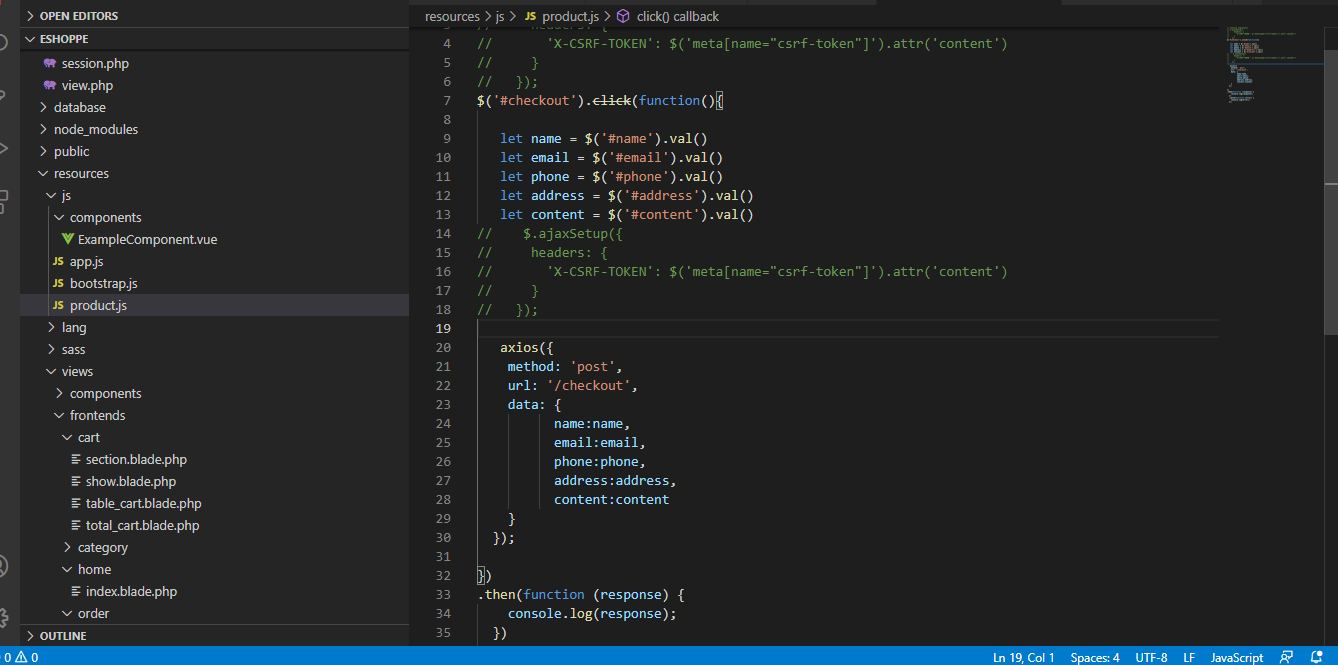 OPEN EDITORS
ESHOPPE
session.php
view.php
database
node_modules
public
resources
js
components
ExampleComponent.vue
JS app.js
JS bootstrap.js
JS product.js
lang
sass
views
components
frontends
cart
section.blade.php
show.blade.php
table_cart.blade.php
total_cart.blade.php
category
home
index.blade.php
order
OUTLINE
resources > js > JS product.js > click() callback
4 // 'X-CSRF-TOKEN': $('meta[name="csrf-token"]').attr('content')
5 // }
6 // });
7 $('#checkout').click(function(){
8
9 let name = $('#name').val()
10 let email = $('#email').val()
11 let phone = $('#phone').val()
12 let address = $('#address').val()
13 let content = $('#content').val()
14 // $.ajaxSetup({
15 // headers: {
16 // 'X-CSRF-TOKEN': $('meta[name="csrf-token"]').attr('content')
17 // }
18 // });
19
20 axios({
21 method: 'post',
22 url: '/checkout',
23 data: {
24 name:name,
25 email:email,
26 phone:phone,
27 address:address,
28 content:content
29 }
30 });
31
32 })
33 .then(function (response) {
34 console.log(response);
35 })
0 0 Ln 19, Col 1 Spaces: 4 UTF-8 LF JavaScript